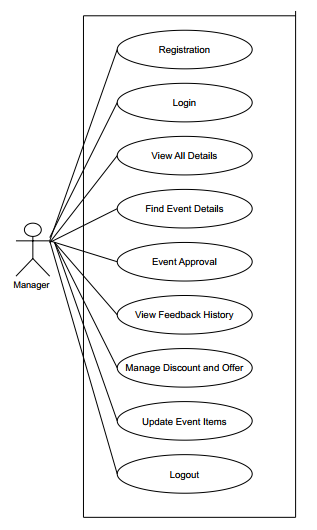 Registration
Login
View All Details
Find Event Details
Event Approval
Manager
View Feedback History
Manage Discount and Offer
Update Event Items
Logout